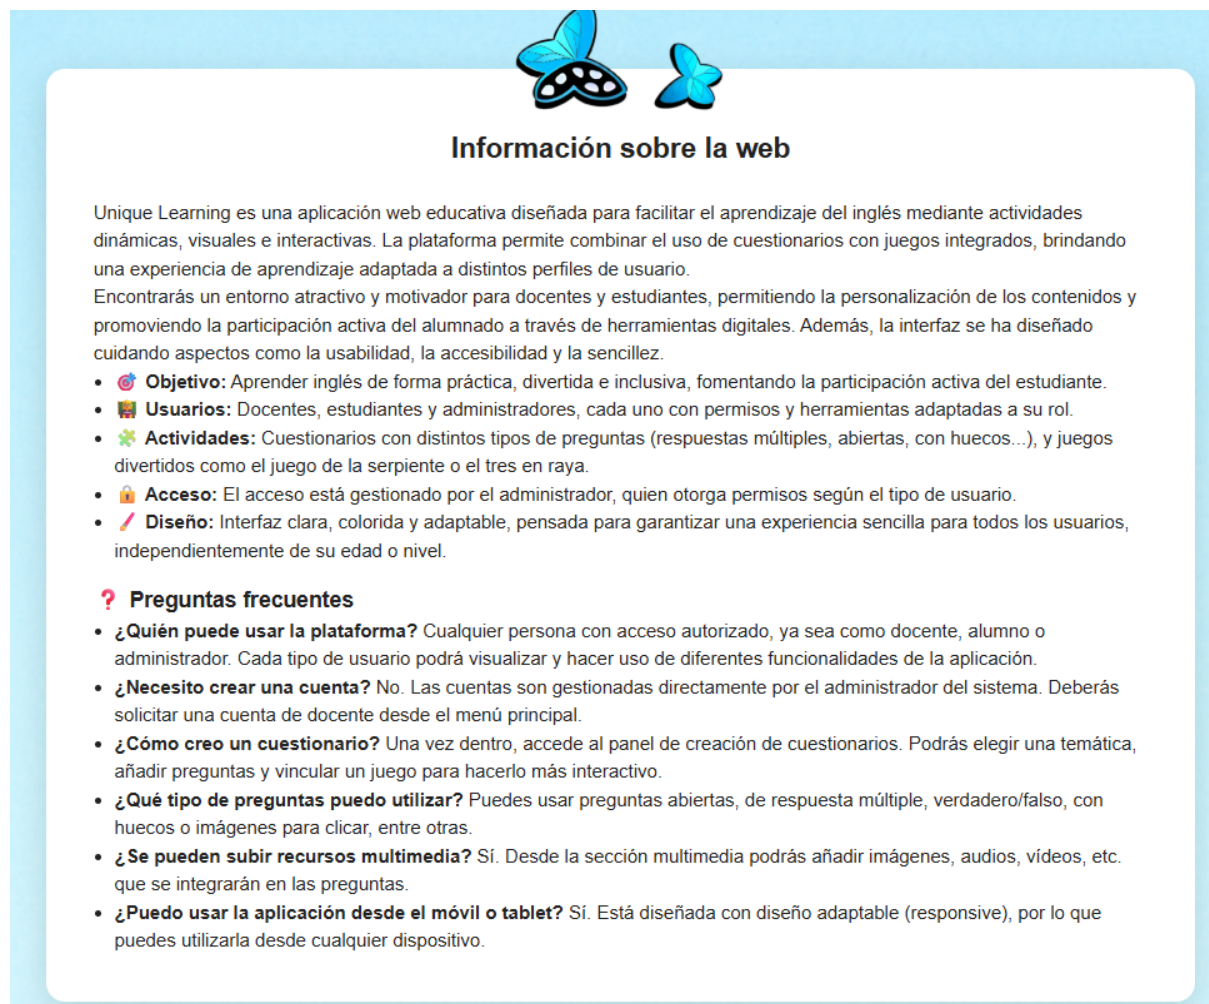 Información sobre la web
Unique Learning es una aplicación web educativa diseñada para facilitar el aprendizaje del inglés mediante actividades
dinámicas, visuales e interactivas. La plataforma permite combinar el uso de cuestionarios con juegos integrados, brindando
una experiencia de aprendizaje adaptada a distintos perfiles de usuario.
Encontrarás un entorno atractivo y motivador para docentes y estudiantes, permitiendo la personalización de los contenidos y
promoviendo la participación activa del alumnado a través de herramientas digitales. Además, la interfaz se ha diseñado
cuidando aspectos como la usabilidad, la accesibilidad y la sencillez.
• 🎯 Objetivo: Aprender inglés de forma práctica, divertida e inclusiva, fomentando la participación activa del estudiante.
• 👩‍🏫 Usuarios: Docentes, estudiantes y administradores, cada uno con permisos y herramientas adaptadas a su rol.
• 🧩 Actividades: Cuestionarios con distintos tipos de preguntas (respuestas múltiples, abiertas, con huecos...), y juegos
divertidos como el juego de la serpiente o el tres en raya.
• 🔒 Acceso: El acceso está gestionado por el administrador, quien otorga permisos según el tipo de usuario.
• 🖌️ Diseño: Interfaz clara, colorida y adaptable, pensada para garantizar una experiencia sencilla para todos los usuarios,
independientemente de su edad o nivel.
❓ Preguntas frecuentes
• ¿Quién puede usar la plataforma? Cualquier persona con acceso autorizado, ya sea como docente, alumno o
administrador. Cada tipo de usuario podrá visualizar y hacer uso de diferentes funcionalidades de la aplicación.
• ¿Necesito crear una cuenta? No. Las cuentas son gestionadas directamente por el administrador del sistema. Deberás
solicitar una cuenta de docente desde el menú principal.
• ¿Cómo creo un cuestionario? Una vez dentro, accede al panel de creación de cuestionarios. Podrás elegir una temática,
añadir preguntas y vincular un juego para hacerlo más interactivo.
• ¿Qué tipo de preguntas puedo utilizar? Puedes usar preguntas abiertas, de respuesta múltiple, verdadero/falso, con
huecos o imágenes para clicar, entre otras.
• ¿Se pueden subir recursos multimedia? Sí. Desde la sección multimedia podrás añadir imágenes, audios, vídeos, etc.
que se integrarán en las preguntas.
• ¿Puedo usar la aplicación desde el móvil o tablet? Sí. Está diseñada con diseño adaptable (responsive), por lo que
puedes utilizarla desde cualquier dispositivo.